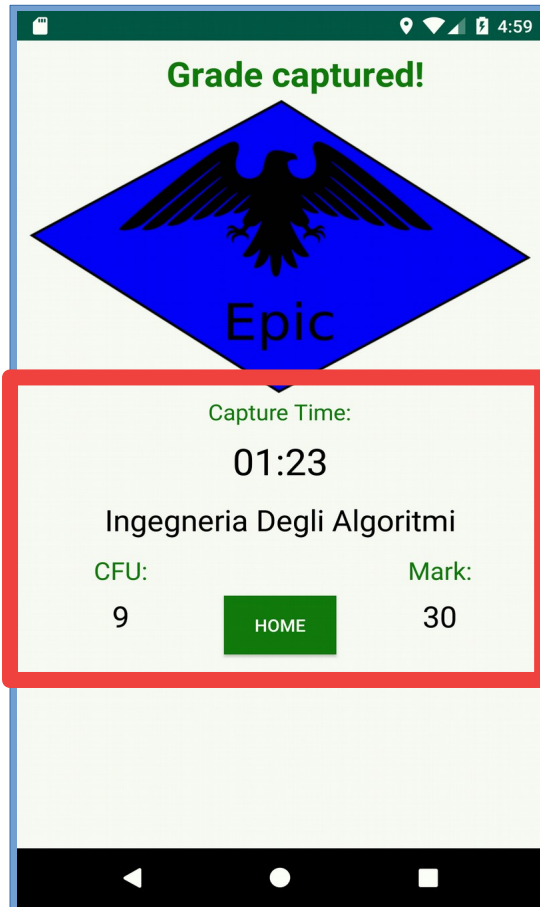 4:59
Grade captured!
Epic
Capture Time:
01:23
Ingegneria Degli Algoritmi
CFU: Mark:
9 HOME 30